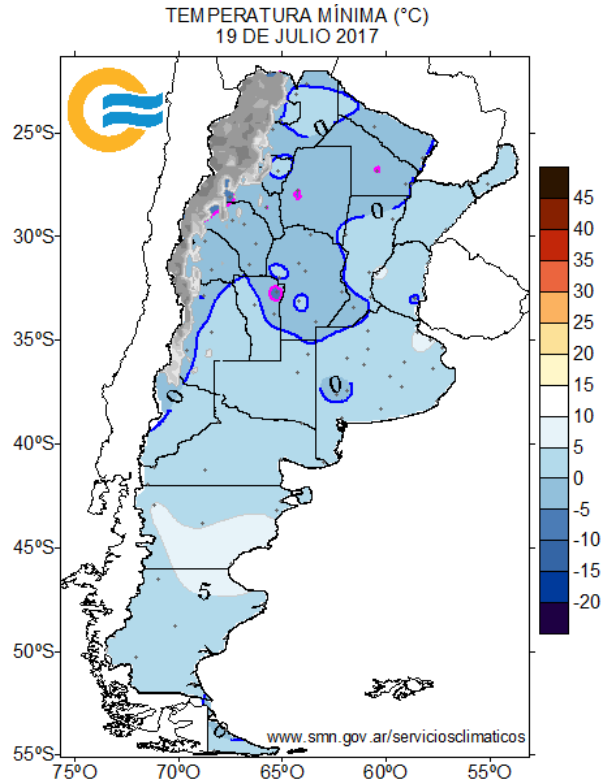 TEMPERATURA MÍNIMA (°C)
19 DE JULIO 2017
25ºS
30ºS
35ºS
40ºS
45ºS
50ºS
55ºS
75ºO
70ºO
65ºO
60ºO
55ºO
0
0
0
0
5
0
45
40
35
30
25
20
15
10
5
0
-5
-10
-15
-20
www.smn.gov.ar/serviciosclimaticos